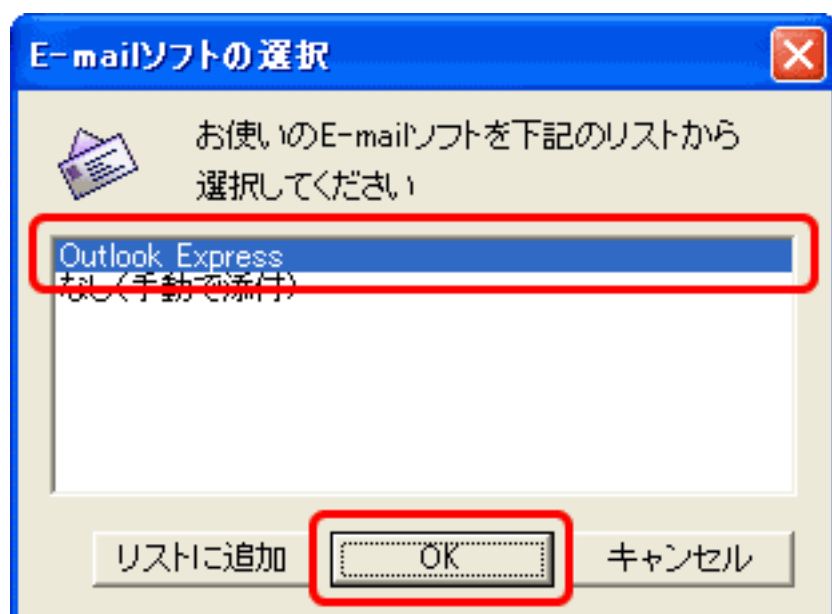 E-mailソフトの選択
お使いのE-mailソフトを下記のリストから
選択してください
Outlook Express
なし(手動で添付)
リストに追加
OK
キャンセル